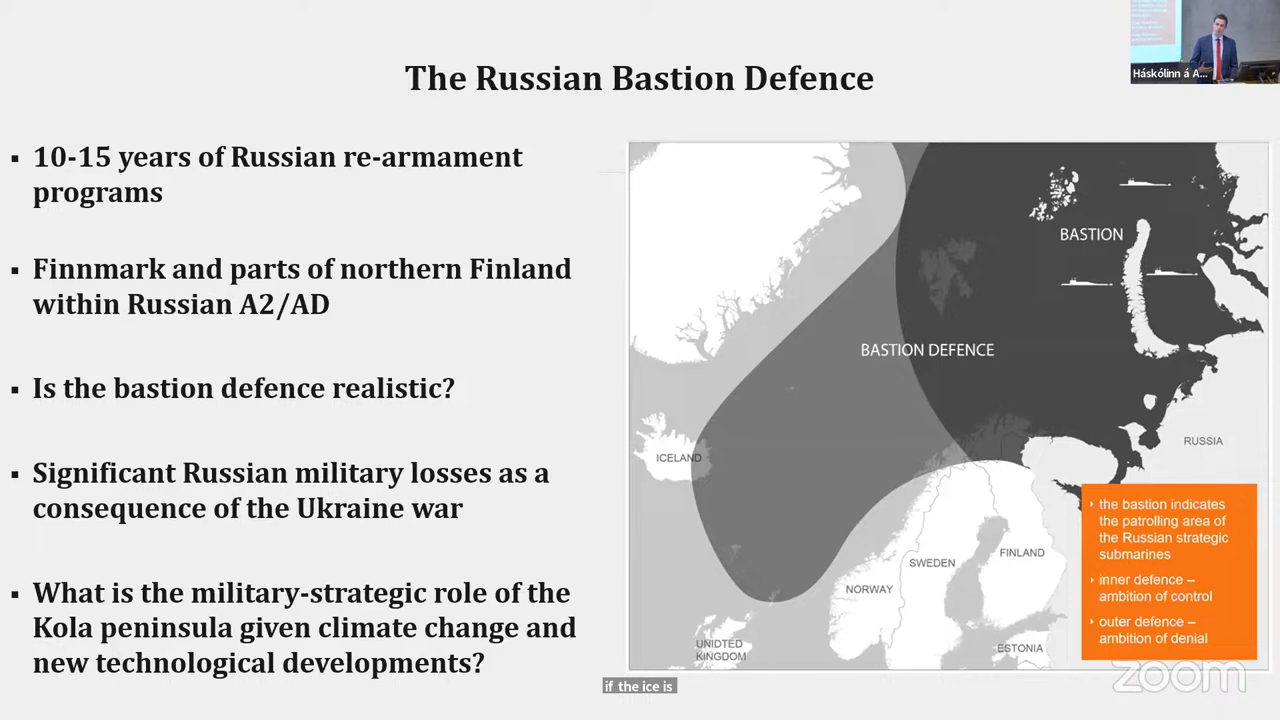 The Russian Bastion Defence
Háskólinn á A...
▪ 10-15 years of Russian re-armament
programs
▪ Finnmark and parts of northern Finland
within Russian A2/AD
▪ Is the bastion defence realistic?
▪ Significant Russian military losses as a
consequence of the Ukraine war
▪ What is the military-strategic role of the
Kola peninsula given climate change and
new technological developments?
BASTION
BASTION DEFENCE
ICELAND
RUSSIA
FINLAND
SWEDEN
NORWAY
UNIDTED
KINGDOM
ESTONIA
the bastion indicates
the patrolling area of
the Russian strategic
submarines
inner defence –
ambition of control
outer defence –
ambition of denial
zoom
if the ice is